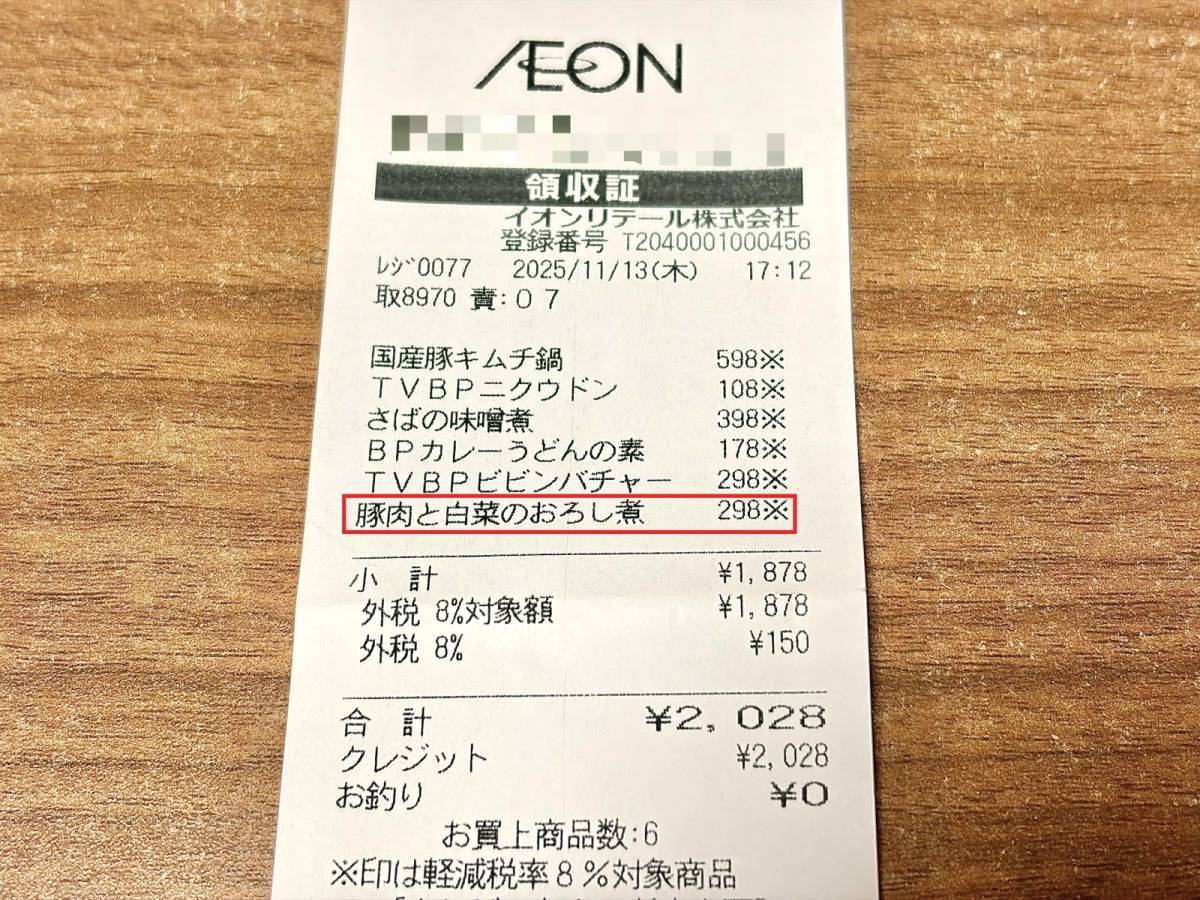 ÆON
領収証
イオンリテール株式会社
登録番号 T2040001000456
ﾚｼﾞ0077 2025/11/13(木) 17:12
取8970 責:０７
国産豚キムチ鍋 598※
ＴＶＢＰニクウドン 108※
さばの味噌煮 398※
ＢＰカレーうどんの素 178※
ＴＶＢＰビビンバチャー 298※
豚肉と白菜のおろし煮 298※
小 計 ¥1,878
外税 8%対象額 ¥1,878
外税 8% ¥150
合 計 ¥2,028
クレジット ¥2,028
お釣り ¥0
お買上商品数:6
※印は軽減税率８％対象商品